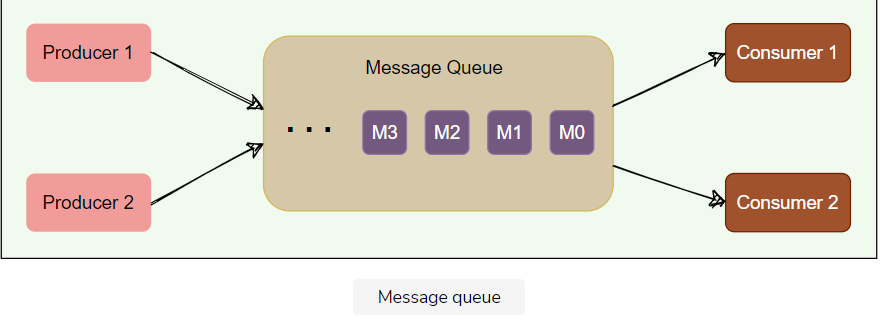 Producer 1
Message Queue
Consumer 1
. . .
M3
M2
M1
M0
Producer 2
Consumer 2
Message queue